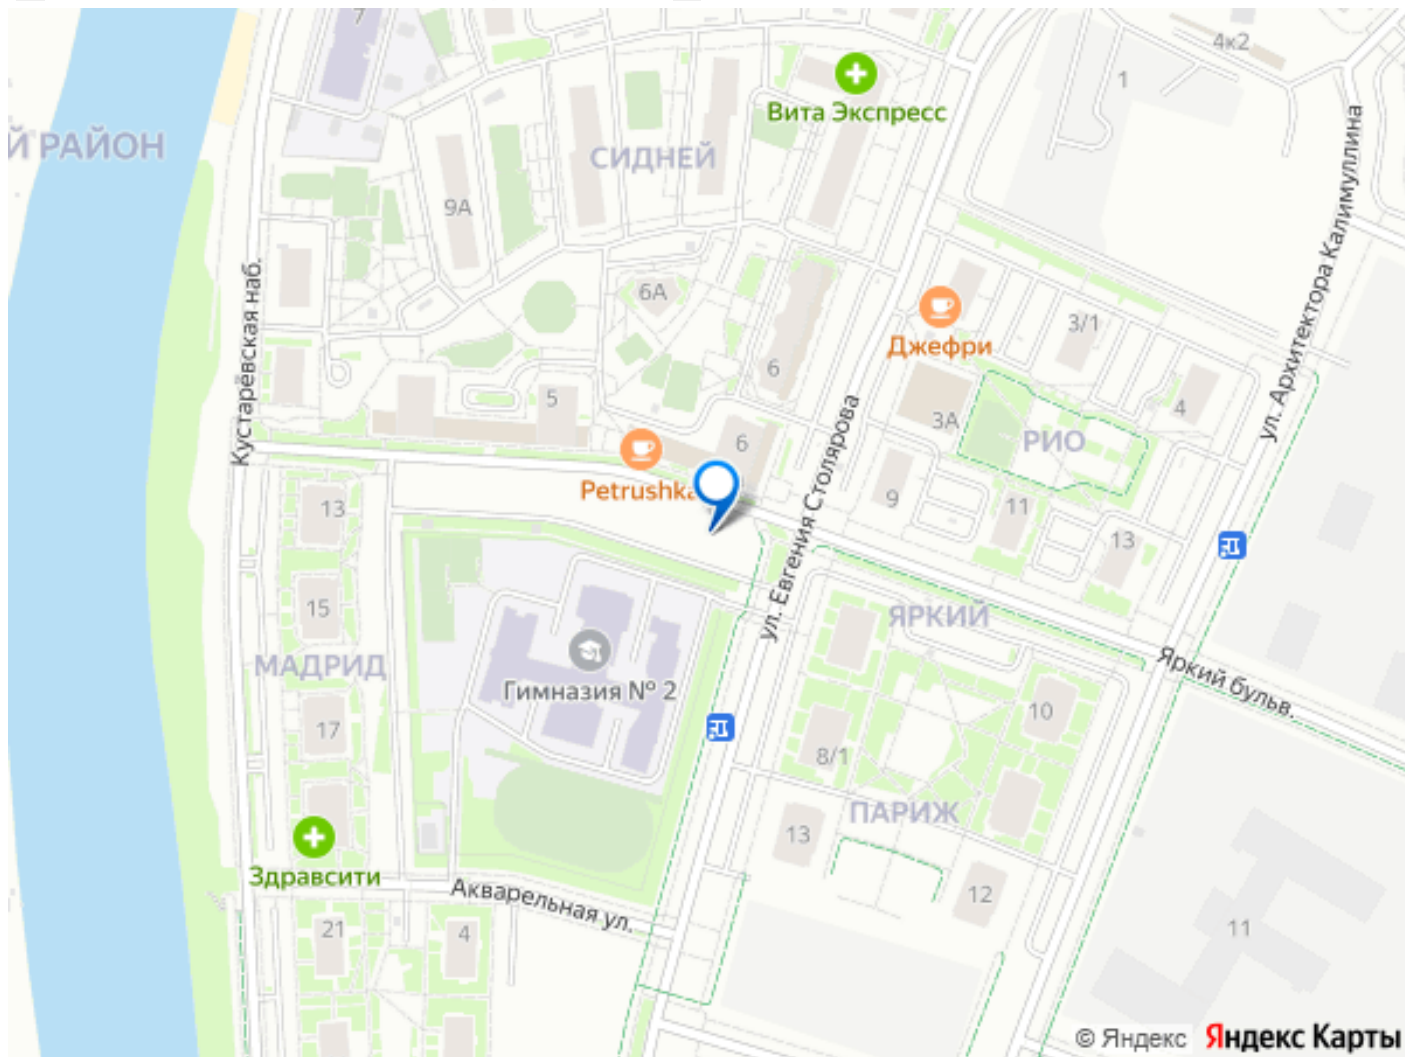 7
4к2
1
Вита Экспресс
Й РАЙОН
СИДНЕЙ
9А
ул. Архитектора Калимуллина
Кустарёвская наб.
6А
3/1
Джефри
6
5
4
3А
РИО
6
ул. Евгения Столярова
Petrushka
9
11
13
13
15
ЯРКИЙ
МАДРИД
Яркий бульв.
Гимназия № 2
10
17
8/1
ПАРИЖ
13
Здравсити
Акварельная ул.
12
21
4
11
© Яндекс Яндекс Карты